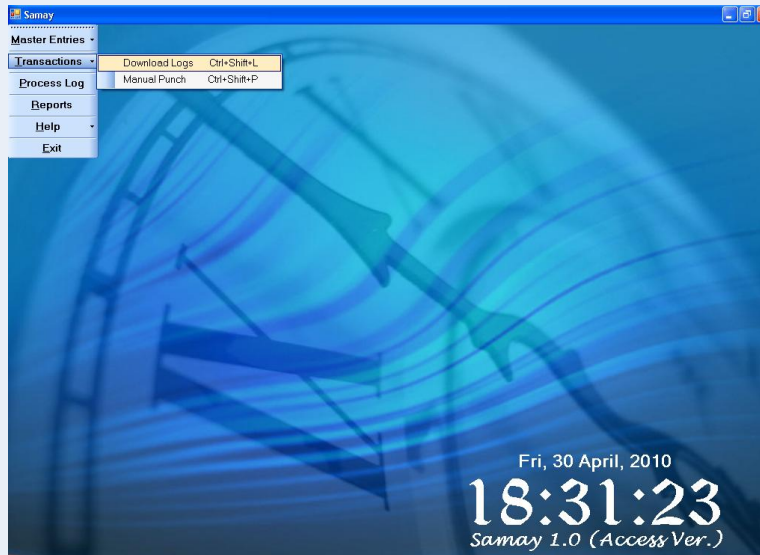 Samay
Master Entries
Transactions
Download Logs Ctrl+Shift+L
Manual Punch Ctrl+Shift+P
Process Log
Reports
Help
Exit
Fri, 30 April, 2010
18:31:23
Samay 1.0 (Access Ver.)